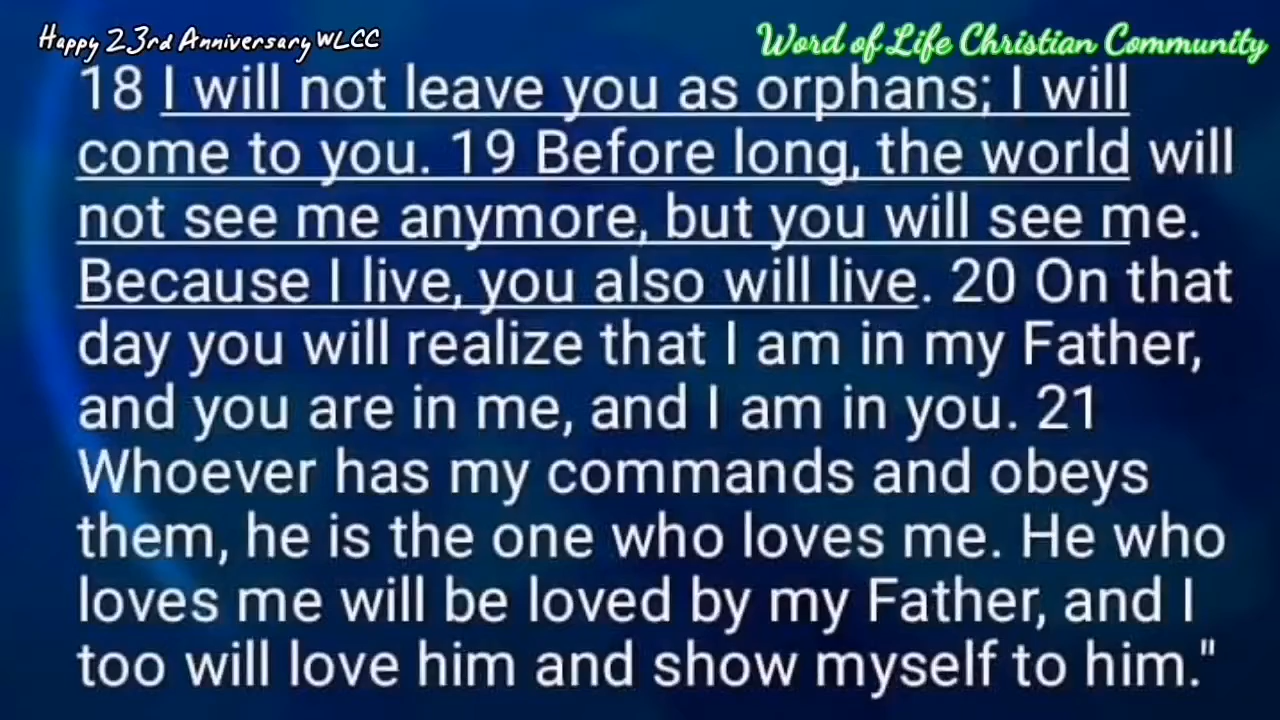 Happy 23rd Anniversary WLCC
Word of Life Christian Community
18 I will not leave you as orphans; I will
come to you. 19 Before long, the world will
not see me anymore, but you will see me.
Because I live, you also will live. 20 On that
day you will realize that I am in my Father,
and you are in me, and I am in you. 21
Whoever has my commands and obeys
them, he is the one who loves me. He who
loves me will be loved by my Father, and I
too will love him and show myself to him."